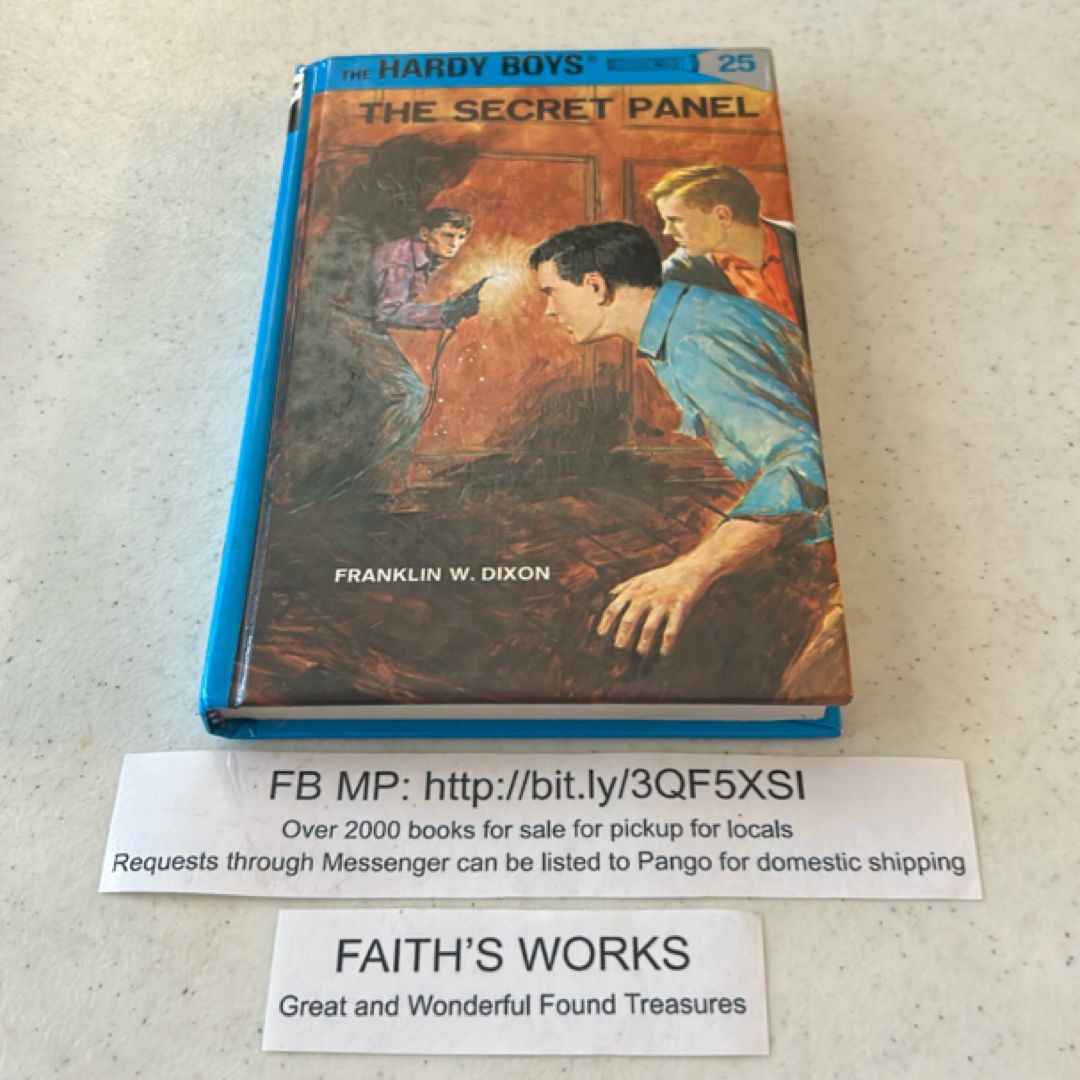 THE HARDY BOYS® 25
THE SECRET PANEL
FRANKLIN W. DIXON
FB MP: http://bit.ly/3QF5XSI
Over 2000 books for sale for pickup for locals
Requests through Messenger can be listed to Pango for domestic shipping
FAITH'S WORKS
Great and Wonderful Found Treasures